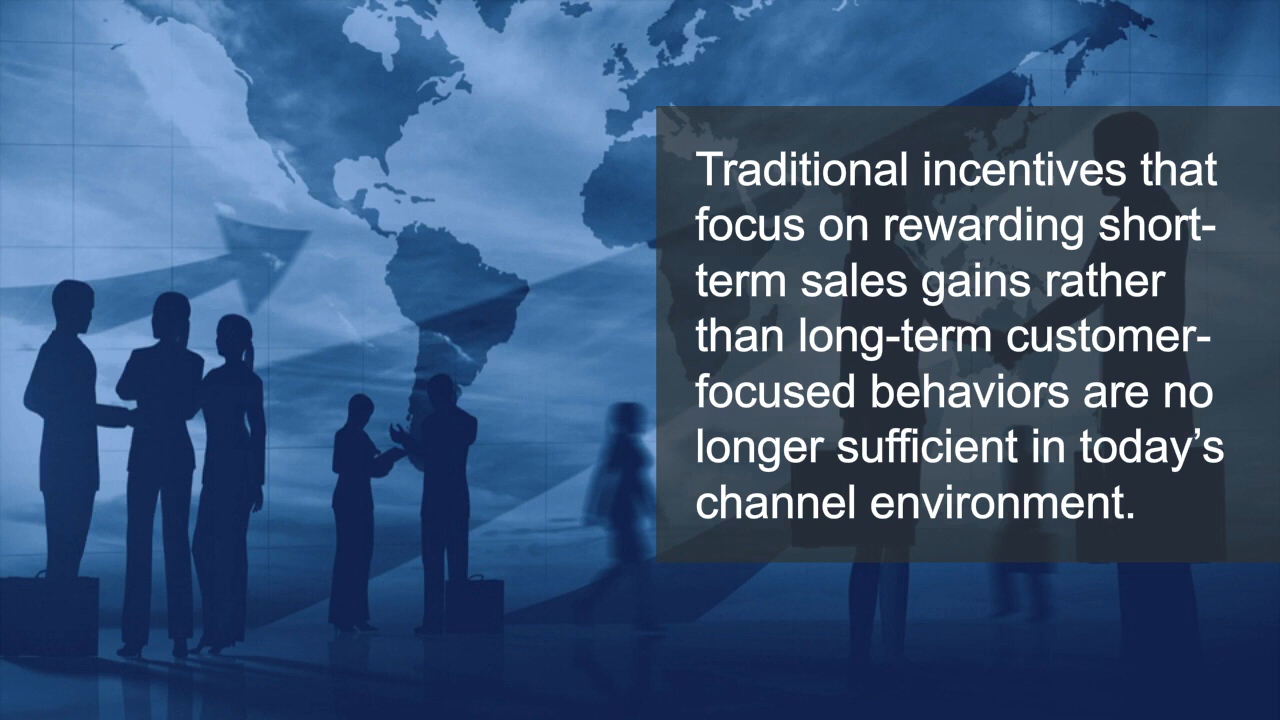 Traditional incentives that
focus on rewarding short-
term sales gains rather
than long-term customer-
focused behaviors are no
longer sufficient in today’s
channel environment.